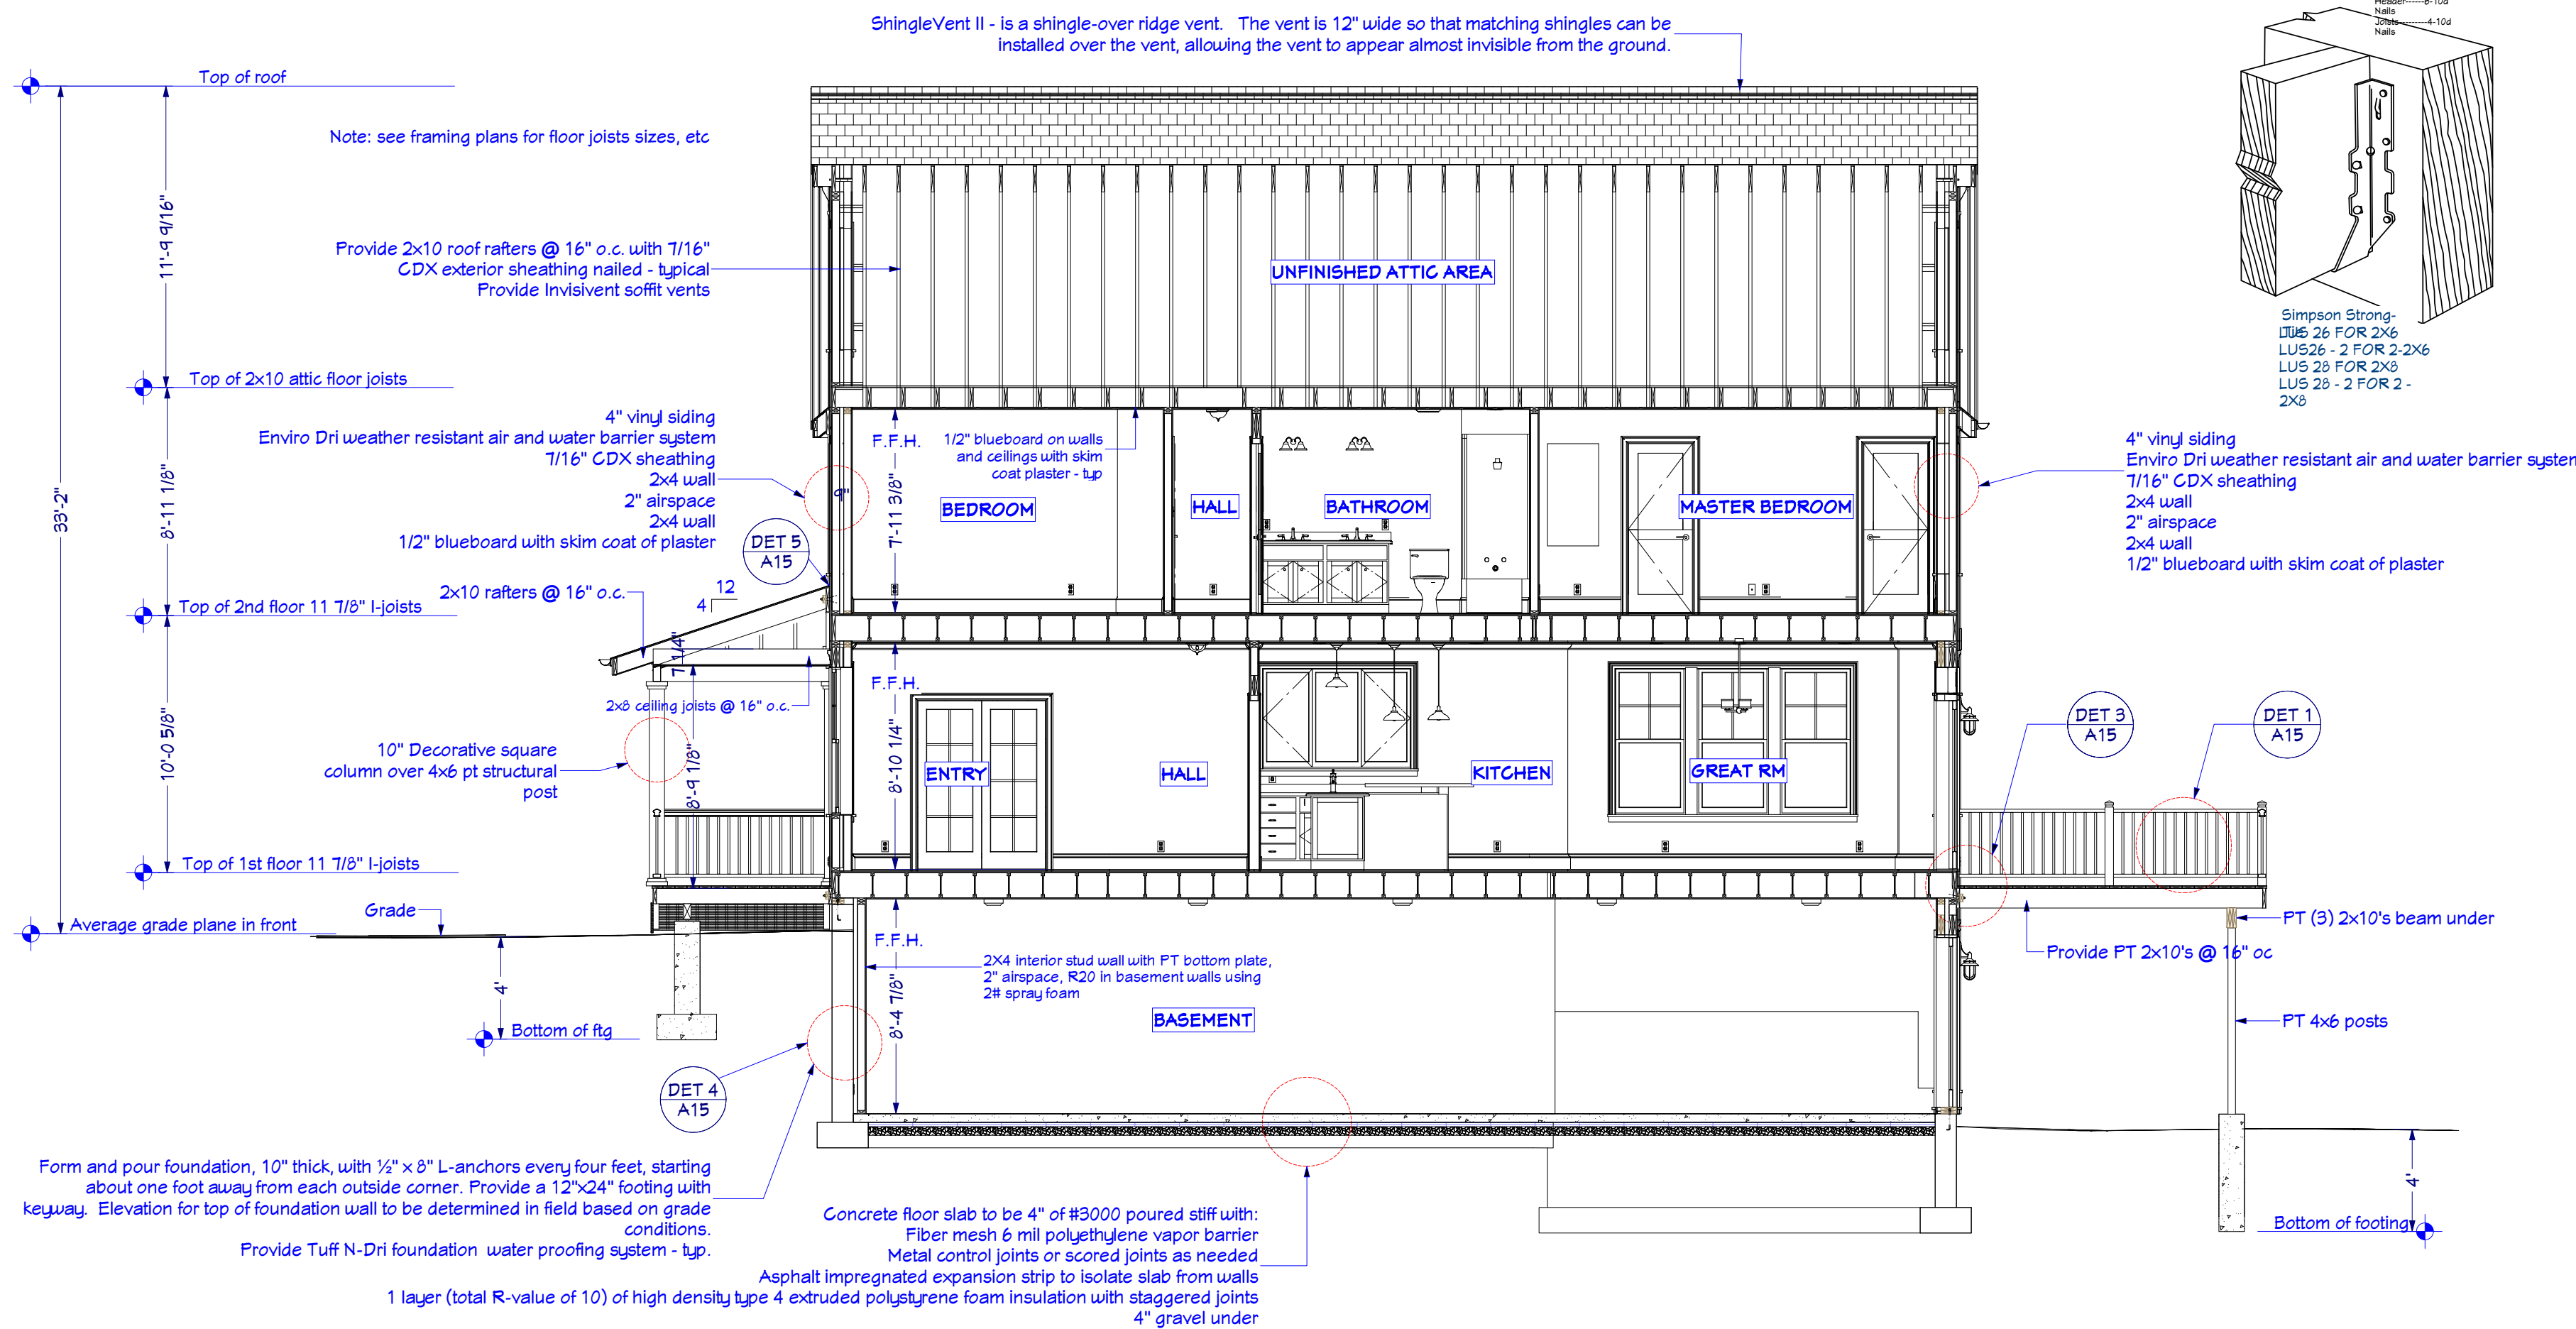 ShingleVent II - is a shingle-over ridge vent.   The vent is 12" wide so that matching shingles can be
installed over the vent, allowing the vent to appear almost invisible from the ground.
Nails
Joists---------4-10d
Nails
Simpson Strong-
Tie
LUS 26 FOR 2X6
LUS26 - 2 FOR 2-2X6
LUS 28 FOR 2X8
LUS 28 - 2 FOR 2 -
2X8
Top of roof
Note: see framing plans for floor joists sizes, etc
11'-9 9/16"
33'-2"
Provide 2x10 roof rafters @ 16" o.c. with 7/16"
CDX exterior sheathing nailed - typical
Provide Invisivent soffit vents
UNFINISHED ATTIC AREA
Top of 2x10 attic floor joists
8'-11 1/8"
4" vinyl siding
Enviro Dri weather resistant air and water barrier system
7/16" CDX sheathing
2x4 wall
2" airspace
2x4 wall
1/2" blueboard with skim coat of plaster
9"
F.F.H.
7'-11 3/8"
1/2" blueboard on walls
and ceilings with skim
coat plaster - typ
BEDROOM
HALL
BATHROOM
MASTER BEDROOM
4" vinyl siding
Enviro Dri weather resistant air and water barrier system
7/16" CDX sheathing
2x4 wall
2" airspace
2x4 wall
1/2" blueboard with skim coat of plaster
DET 5
A15
2x10 rafters @ 16" o.c.
12
4
Top of 2nd floor 11 7/8" I-joists
7 1/4"
10'-0 5/8"
2x8 ceiling joists @ 16" o.c.
F.F.H.
8'-10 1/4"
8'-9 1/8"
10" Decorative square
column over 4x6 pt structural
post
ENTRY
HALL
KITCHEN
GREAT RM
DET 3
A15
DET 1
A15
Top of 1st floor 11 7/8" I-joists
Grade
Average grade plane in front
L
F.F.H.
8'-4 7/8"
2X4 interior stud wall with PT bottom plate,
2" airspace, R20 in basement walls using
2# spray foam
BASEMENT
PT (3) 2x10's beam under
Provide PT 2x10's @ 16" oc
PT 4x6 posts
4'
Bottom of ftg
DET 4
A15
J
4'
Bottom of footing
Form and pour foundation, 10" thick, with ½" x 8" L-anchors every four feet, starting
about one foot away from each outside corner. Provide a 12"x24" footing with
keyway.  Elevation for top of foundation wall to be determined in field based on grade
conditions.
Provide Tuff N-Dri foundation  water proofing system - typ.
Concrete floor slab to be 4" of #3000 poured stiff with:
Fiber mesh 6 mil polyethylene vapor barrier
Metal control joints or scored joints as needed
Asphalt impregnated expansion strip to isolate slab from walls
1 layer (total R-value of 10) of high density type 4 extruded polystyrene foam insulation with staggered joints
4" gravel under